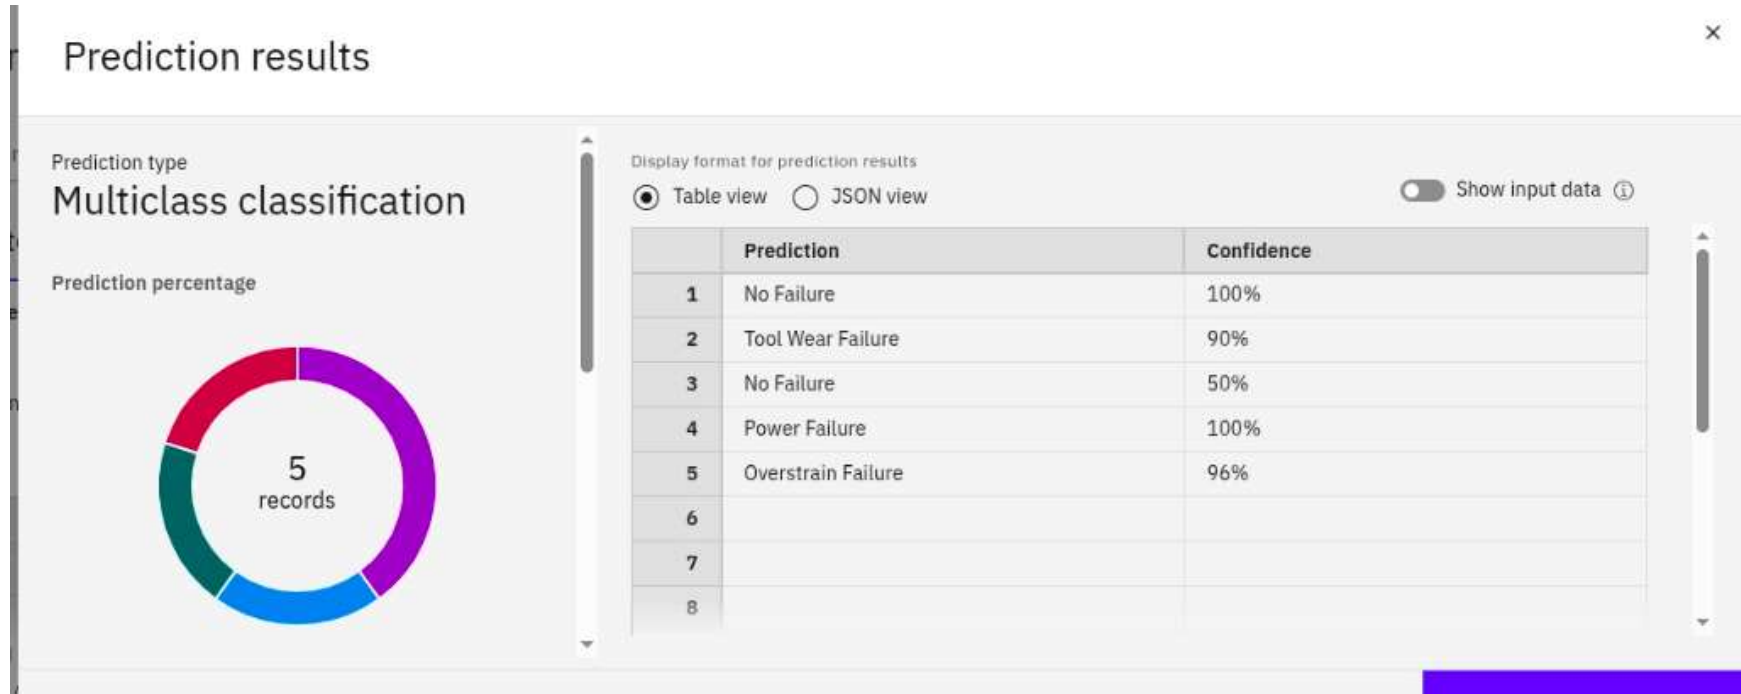 Prediction results
Prediction type
Multiclass classification
Prediction percentage
5
records
Display format for prediction results
Table view JSON view
Show input data
Prediction Confidence
1 No Failure 100%
2 Tool Wear Failure 90%
3 No Failure 50%
4 Power Failure 100%
5 Overstrain Failure 96%
6
7
8